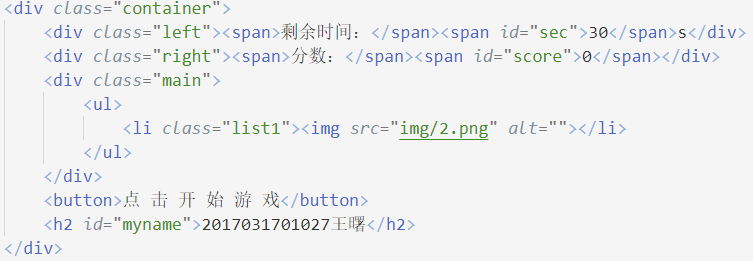 <div class="container">
<div class="left"><span>剩余时间：</span><span id="sec">30</span>s</div>
<div class="right"><span>分数：</span><span id="score">0</span></div>
<div class="main">
<ul>
<li class="list1"><img src="img/2.png" alt=""></li>
</ul>
</div>
<button>点 击 开 始 游 戏</button>
<h2 id="myname">2017031701027王曙</h2>
</div>